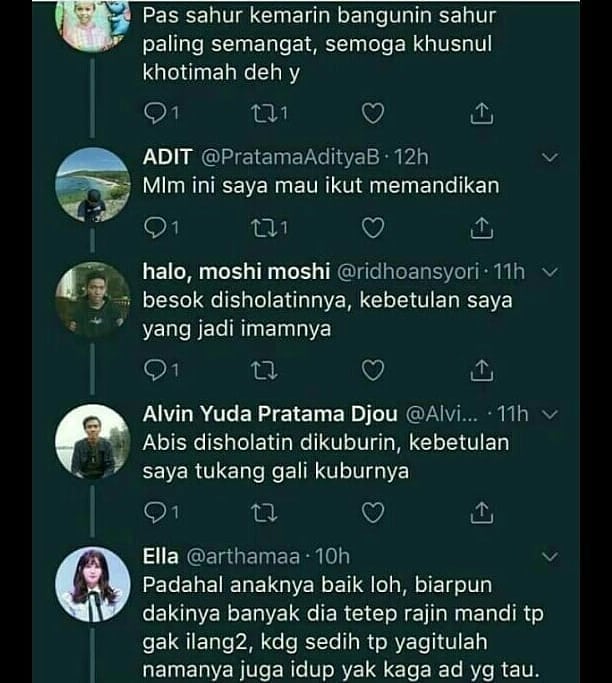 Pas sahur kemarin bangunin sahur
paling semangat, semoga khusnul
khotimah deh y
1 1
ADIT @PratamaAdityaB · 12h
Mlm ini saya mau ikut memandikan
1 1
halo, moshi moshi @ridhoansyori · 11h
besok disholatinnya, kebetulan saya
yang jadi imamnya
1
Alvin Yuda Pratama Djou @Alvi... · 11h
Abis disholatin dikuburin, kebetulan
saya tukang gali kuburnya
1
Ella @arthamaa · 10h
Padahal anaknya baik loh, biarpun
dakinya banyak dia tetep rajin mandi tp
gak ilang2, kdg sedih tp yagitulah
namanya juga idup yak kaga ad yg tau.